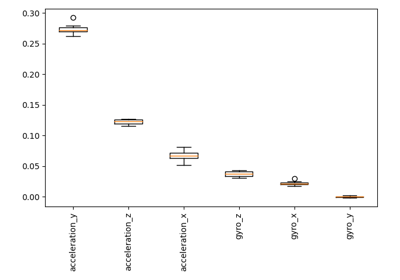 0.30
0.25
0.20
0.15
0.10
0.05
0.00
acceleration_y
acceleration_z
acceleration_x
gyro_z
gyro_x
gyro_y